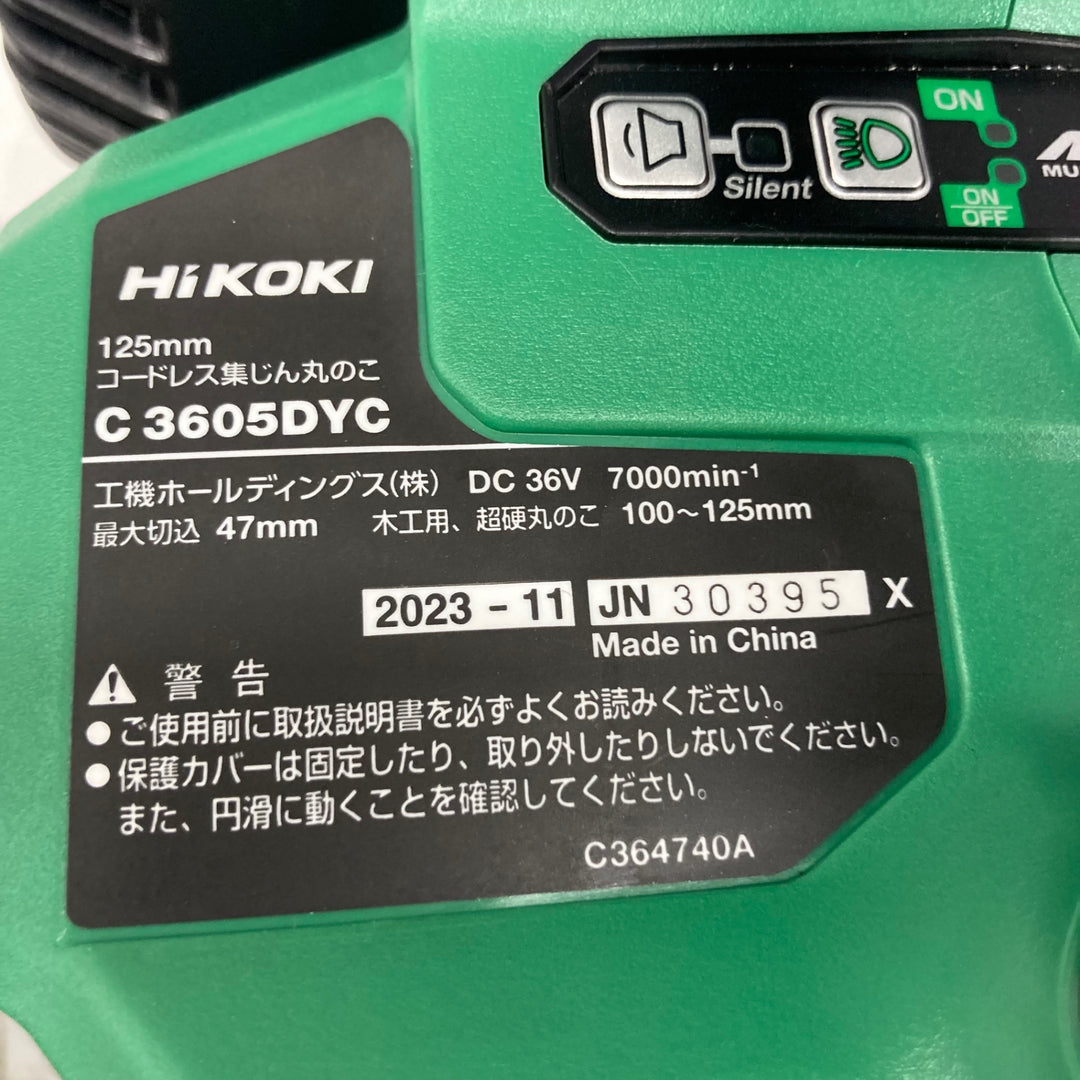 ON
Silent
ON
OFF
HiKOKI
125mm
コードレス集じん丸のこ
C 3605DYC
工機ホールディングス(株) DC 36V 7000min-1
最大切込 47mm 木工用、超硬丸のこ 100～125mm
2023 - 11 JN 30395 X
Made in China
警 告
● ご使用前に取扱説明書を必ずよくお読みください。
● 保護カバーは固定したり、取り外したりしないでください。
また、円滑に動くことを確認してください。
C364740A